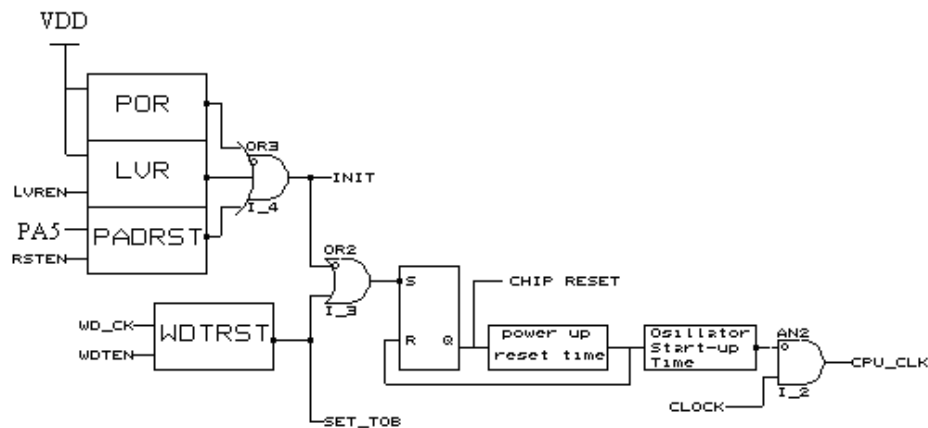 VDD
POR
OR3
LVR
LVREN
INIT
I_4
PA5
PADRST
RSTEN
OR2
CHIP RESET
S
I_3
WD_CK
WDTRST
WDTEN
R
Q
power up
reset time
Osillator
Start-up
Time
AN2
CPU_CLK
I_2
CLOCK
SET_TOB